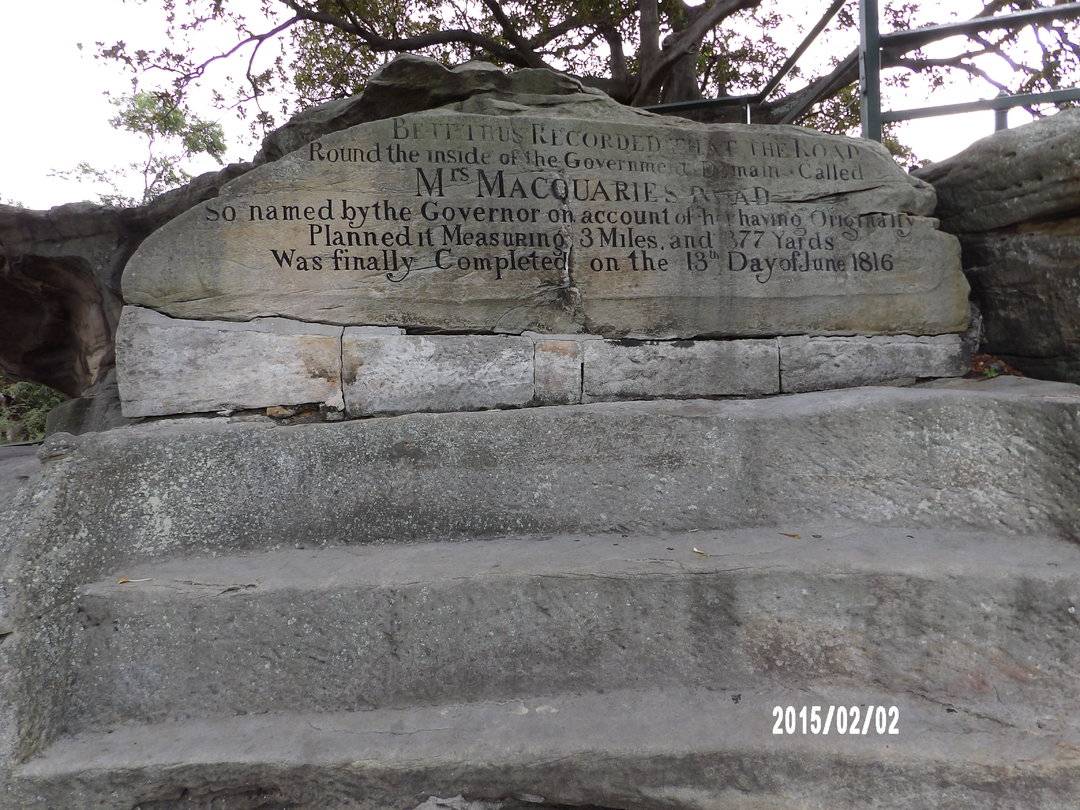 BE IT THUS RECORDED THAT THE ROAD
Round the inside of the Government Domain Called
Mrs MACQUARIES ROAD
So named by the Governor on account of her having Originally
Planned it Measuring 3 Miles, and 377 Yards
Was finally Completed on the 13th Day of June 1816
2015/02/02